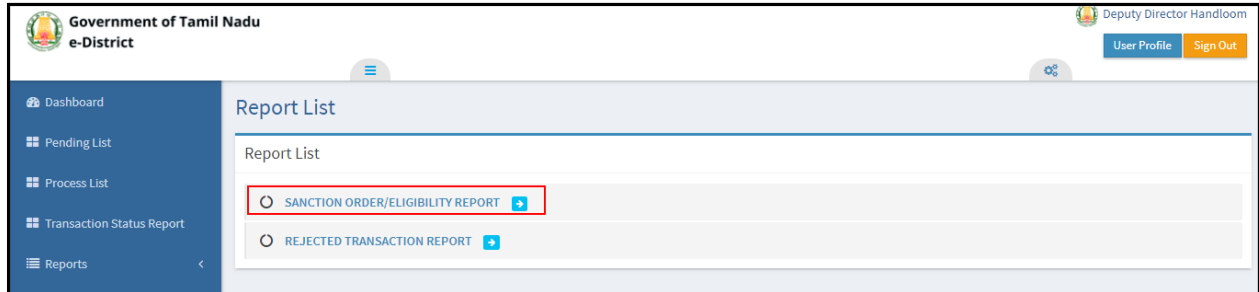 Government of Tamil Nadu
e-District
Deputy Director Handloom
User Profile
Sign Out
Dashboard
Pending List
Process List
Transaction Status Report
Reports
Report List
Report List
SANCTION ORDER/ELIGIBILITY REPORT
REJECTED TRANSACTION REPORT